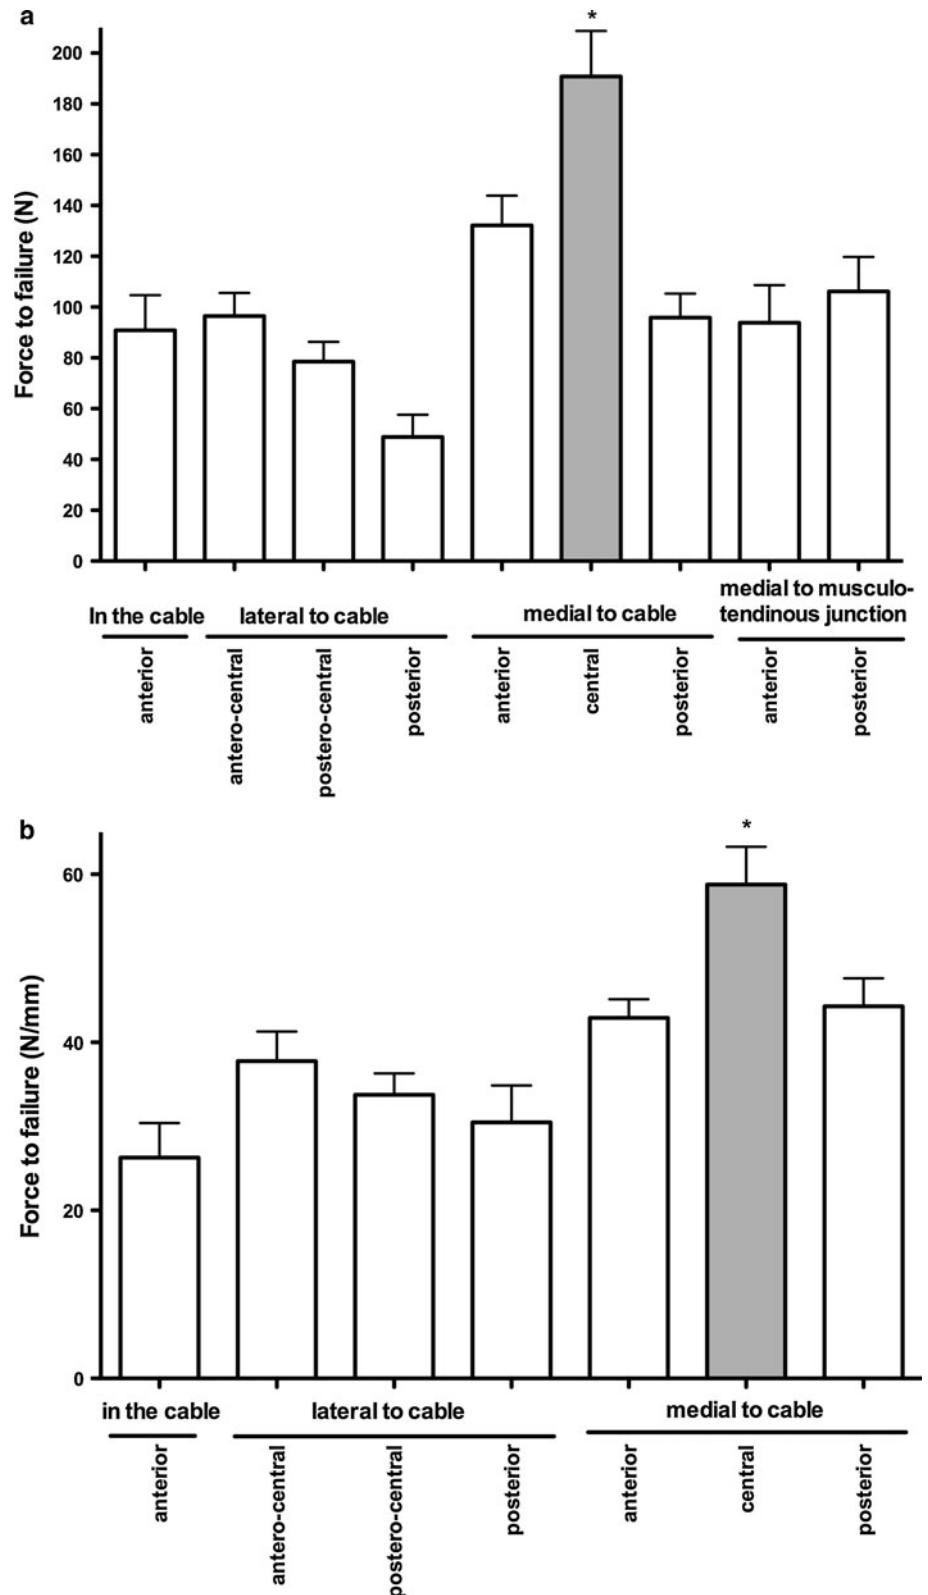 a
*
Force to failure (N)
200
180
160
140
120
100
80
60
40
20
0
In the cable
lateral to cable
medial to cable
medial to musculo-
tendinous junction
anterior
antero-central
postero-central
posterior
anterior
central
posterior
anterior
posterior
b
*
Force to failure (N/mm)
60
40
20
0
in the cable
lateral to cable
medial to cable
anterior
antero-central
postero-central
posterior
anterior
central
posterior